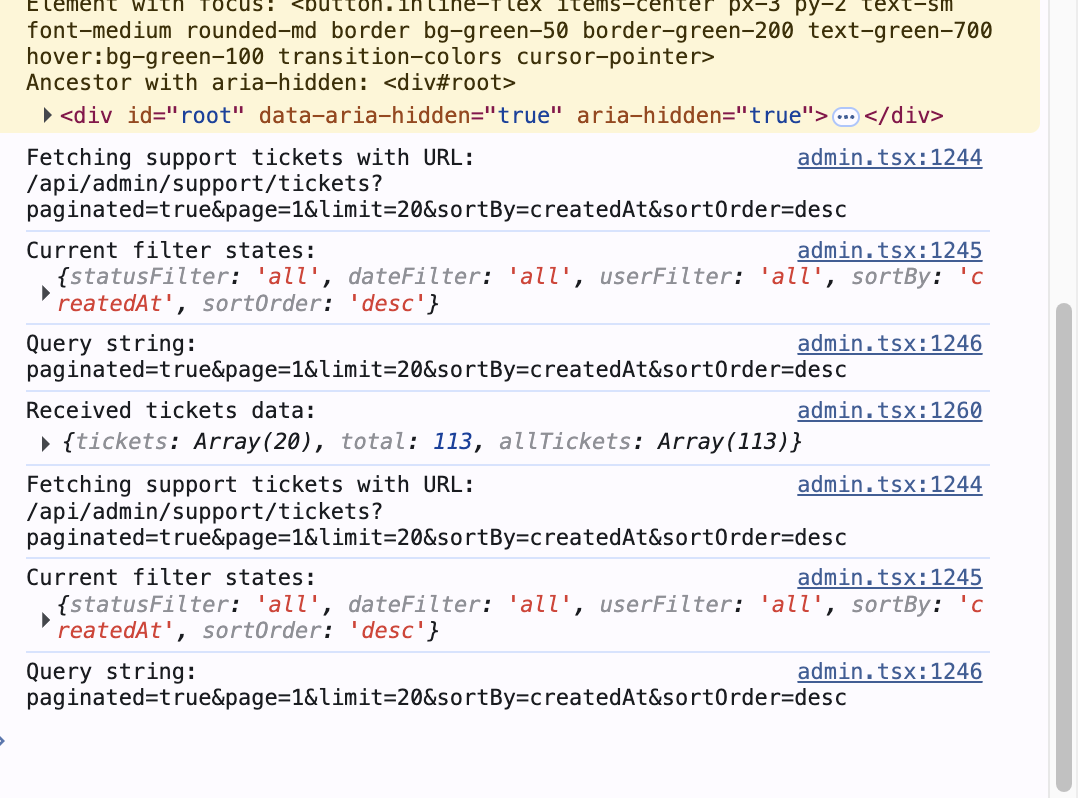 Element with focus: <button.inline-flex items-center px-3 py-2 text-sm
font-medium rounded-md border bg-green-50 border-green-200 text-green-700
hover:bg-green-100 transition-colors cursor-pointer>
Ancestor with aria-hidden: <div#root>
<div id="root" data-aria-hidden="true" aria-hidden="true">…</div>
Fetching support tickets with URL: admin.tsx:1244
/api/admin/support/tickets?
paginated=true&page=1&limit=20&sortBy=createdAt&sortOrder=desc
Current filter states: admin.tsx:1245
{statusFilter: 'all', dateFilter: 'all', userFilter: 'all', sortBy: 'c
reatedAt', sortOrder: 'desc'}
Query string: admin.tsx:1246
paginated=true&page=1&limit=20&sortBy=createdAt&sortOrder=desc
Received tickets data: admin.tsx:1260
{tickets: Array(20), total: 113, allTickets: Array(113)}
Fetching support tickets with URL: admin.tsx:1244
/api/admin/support/tickets?
paginated=true&page=1&limit=20&sortBy=createdAt&sortOrder=desc
Current filter states: admin.tsx:1245
{statusFilter: 'all', dateFilter: 'all', userFilter: 'all', sortBy: 'c
reatedAt', sortOrder: 'desc'}
Query string: admin.tsx:1246
paginated=true&page=1&limit=20&sortBy=createdAt&sortOrder=desc